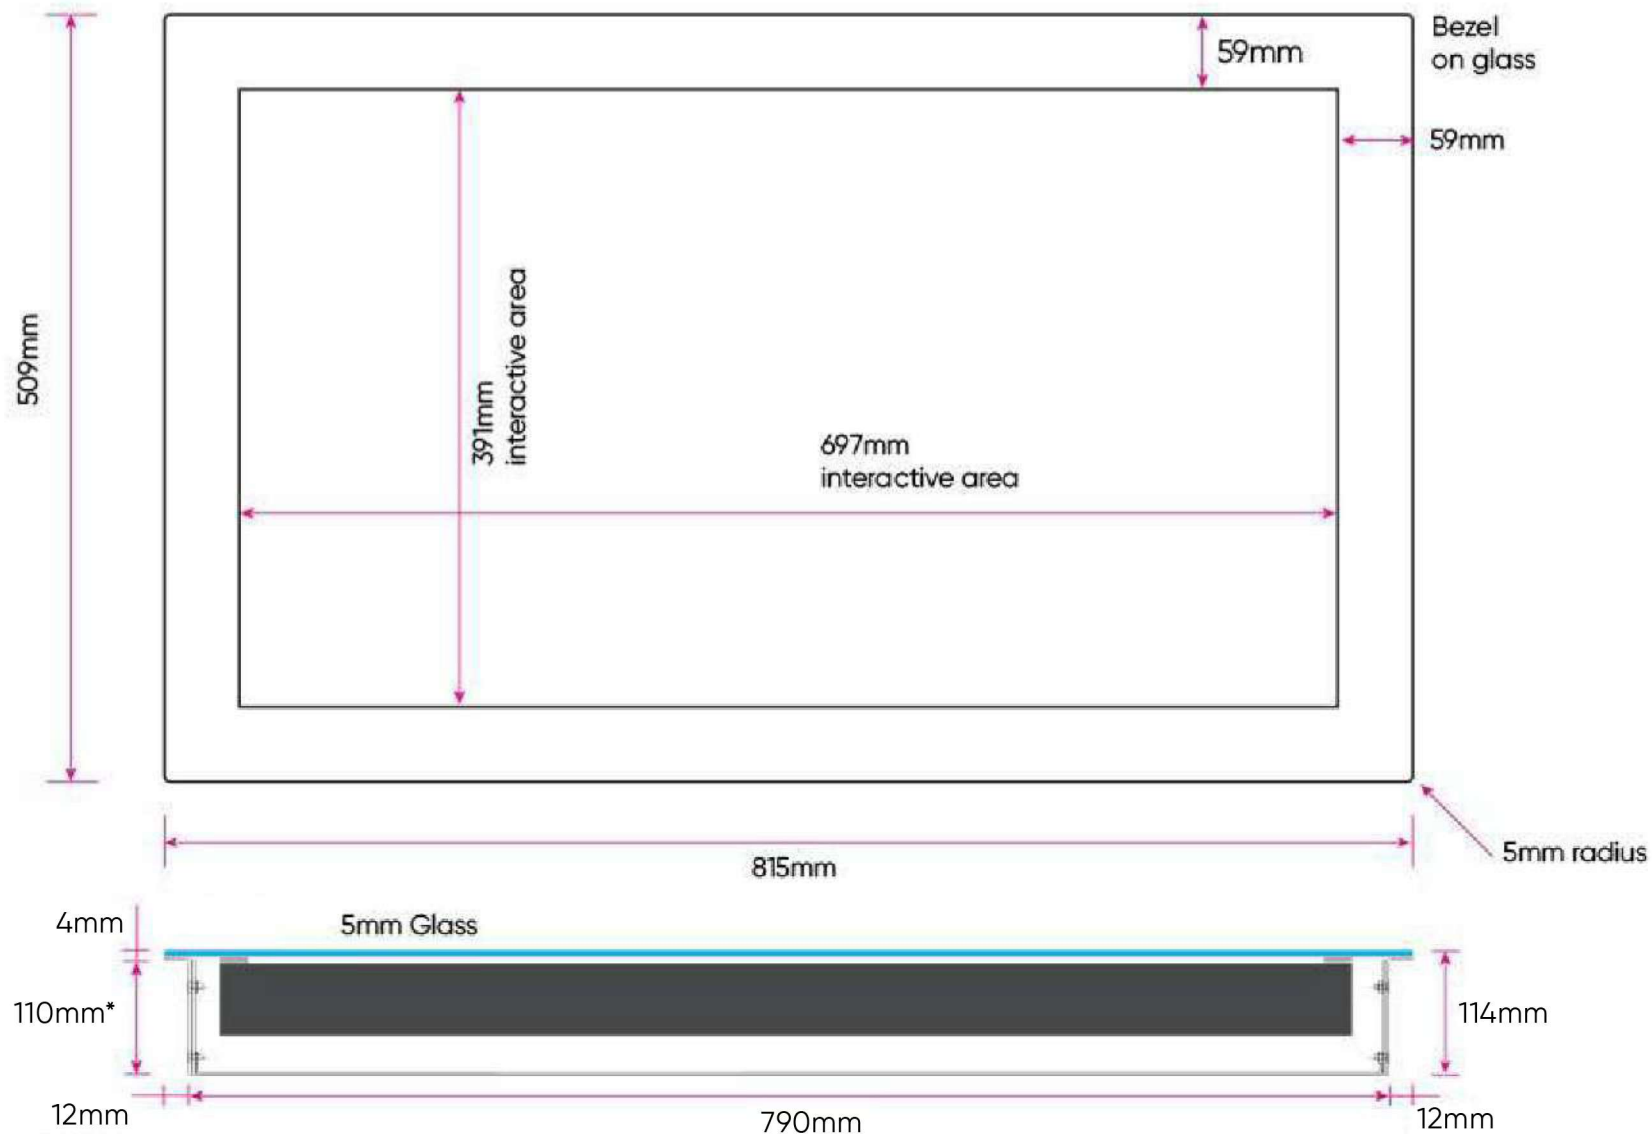 Bezel
on glass
59mm
59mm
509mm
391mm
interactive area
697mm
interactive area
5mm radius
815mm
4mm
5mm Glass
110mm*
114mm
12mm
790mm
12mm